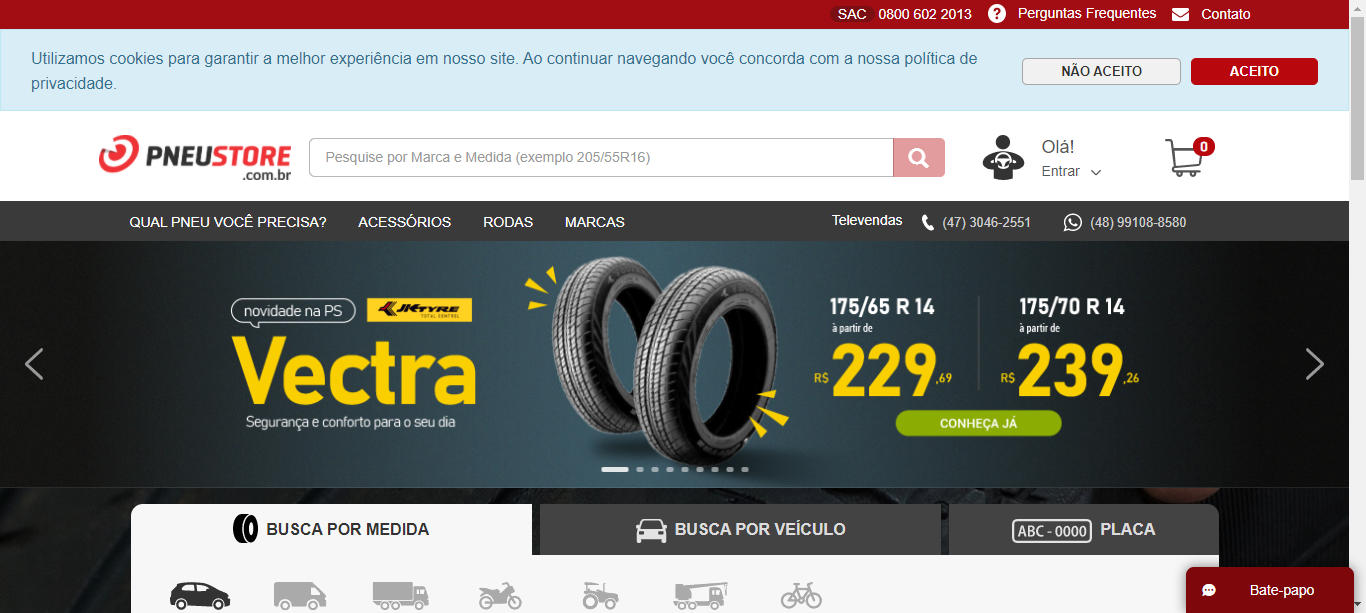 SAC 0800 602 2013 ? Perguntas Frequentes Contato
Utilizamos cookies para garantir a melhor experiência em nosso site. Ao continuar navegando você concorda com a nossa política de
privacidade.
NÃO ACEITO
ACEITO
PNEUSTORE
.com.br
Pesquise por Marca e Medida (exemplo 205/55R16)
Olá!
Entrar
0
QUAL PNEU VOCÊ PRECISA? ACESSÓRIOS RODAS MARCAS Televendas (47) 3046-2551 (48) 99108-8580
novidade na PS
JK TYRE
TOTAL CONTROL
Vectra
Segurança e conforto para o seu dia
175/65 R 14
à partir de
R$ 229,69
175/70 R 14
à partir de
R$ 239,26
CONHEÇA JÁ
BUSCA POR MEDIDA
BUSCA POR VEÍCULO
ABC - 0000 PLACA
Bate-papo